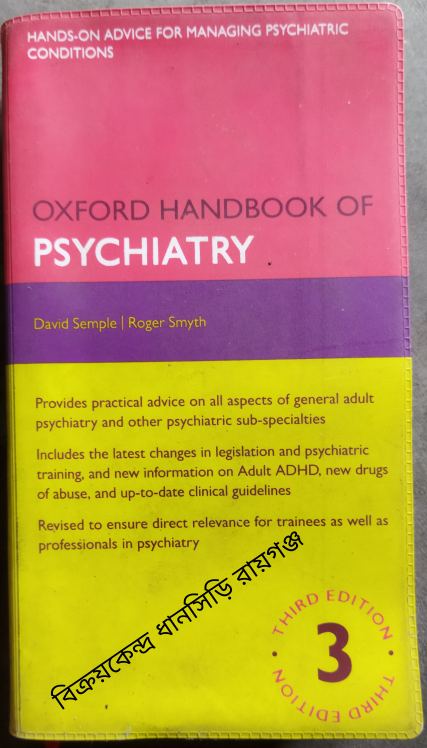 HANDS-ON ADVICE FOR MANAGING PSYCHIATRIC
CONDITIONS
OXFORD HANDBOOK OF
PSYCHIATRY
David Semple | Roger Smyth
Provides practical advice on all aspects of general adult
psychiatry and other psychiatric sub-specialties
Includes the latest changes in legislation and psychiatric
training, and new information on Adult ADHD, new drugs
of abuse, and up-to-date clinical guidelines
Revised to ensure direct relevance for trainees as well as
professionals in psychiatry
বিক্রয়কেন্দ্র ধানসিড়ি রায়গঞ্জ
THIRD EDITION
3
THIRD EDITION